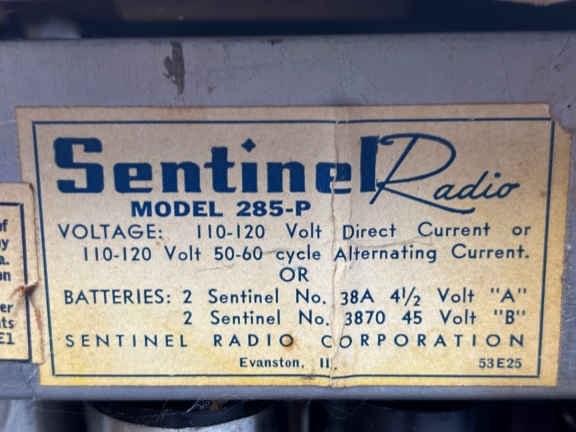 Sentinel Radio
MODEL 285-P
VOLTAGE: 110-120 Volt Direct Current or
110-120 Volt 50-60 cycle Alternating Current.
OR
BATTERIES: 2 Sentinel No. 38A 4½ Volt "A"
2 Sentinel No. 3870 45 Volt "B"
SENTINEL RADIO CORPORATION
Evanston, Il.
53E25